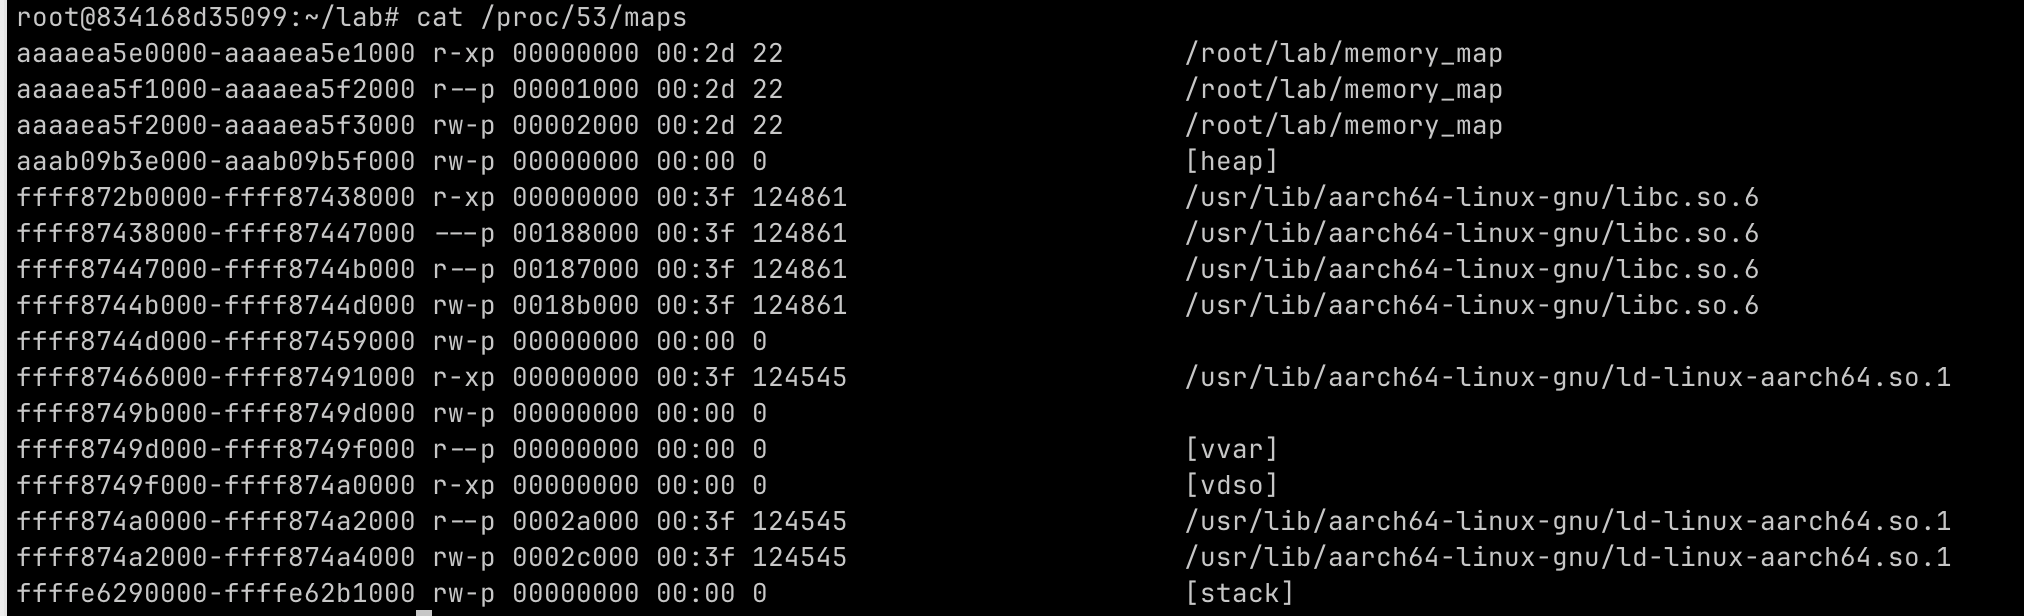 root@834168d35099:~/lab# cat /proc/53/maps
aaaaea5e0000-aaaaea5e1000 r-xp 00000000 00:2d 22 /root/lab/memory_map
aaaaea5f1000-aaaaea5f2000 r--p 00001000 00:2d 22 /root/lab/memory_map
aaaaea5f2000-aaaaea5f3000 rw-p 00002000 00:2d 22 /root/lab/memory_map
aaab09b3e000-aaab09b5f000 rw-p 00000000 00:00 0 [heap]
ffff872b0000-ffff87438000 r-xp 00000000 00:3f 124861 /usr/lib/aarch64-linux-gnu/libc.so.6
ffff87438000-ffff87447000 ---p 00188000 00:3f 124861 /usr/lib/aarch64-linux-gnu/libc.so.6
ffff87447000-ffff8744b000 r--p 00187000 00:3f 124861 /usr/lib/aarch64-linux-gnu/libc.so.6
ffff8744b000-ffff8744d000 rw-p 0018b000 00:3f 124861 /usr/lib/aarch64-linux-gnu/libc.so.6
ffff8744d000-ffff87459000 rw-p 00000000 00:00 0
ffff87466000-ffff87491000 r-xp 00000000 00:3f 124545 /usr/lib/aarch64-linux-gnu/ld-linux-aarch64.so.1
ffff8749b000-ffff8749d000 rw-p 00000000 00:00 0
ffff8749d000-ffff8749f000 r--p 00000000 00:00 0 [vvar]
ffff8749f000-ffff874a0000 r-xp 00000000 00:00 0 [vdso]
ffff874a0000-ffff874a2000 r--p 0002a000 00:3f 124545 /usr/lib/aarch64-linux-gnu/ld-linux-aarch64.so.1
ffff874a2000-ffff874a4000 rw-p 0002c000 00:3f 124545 /usr/lib/aarch64-linux-gnu/ld-linux-aarch64.so.1
ffffe6290000-ffffe62b1000 rw-p 00000000 00:00 0 [stack]